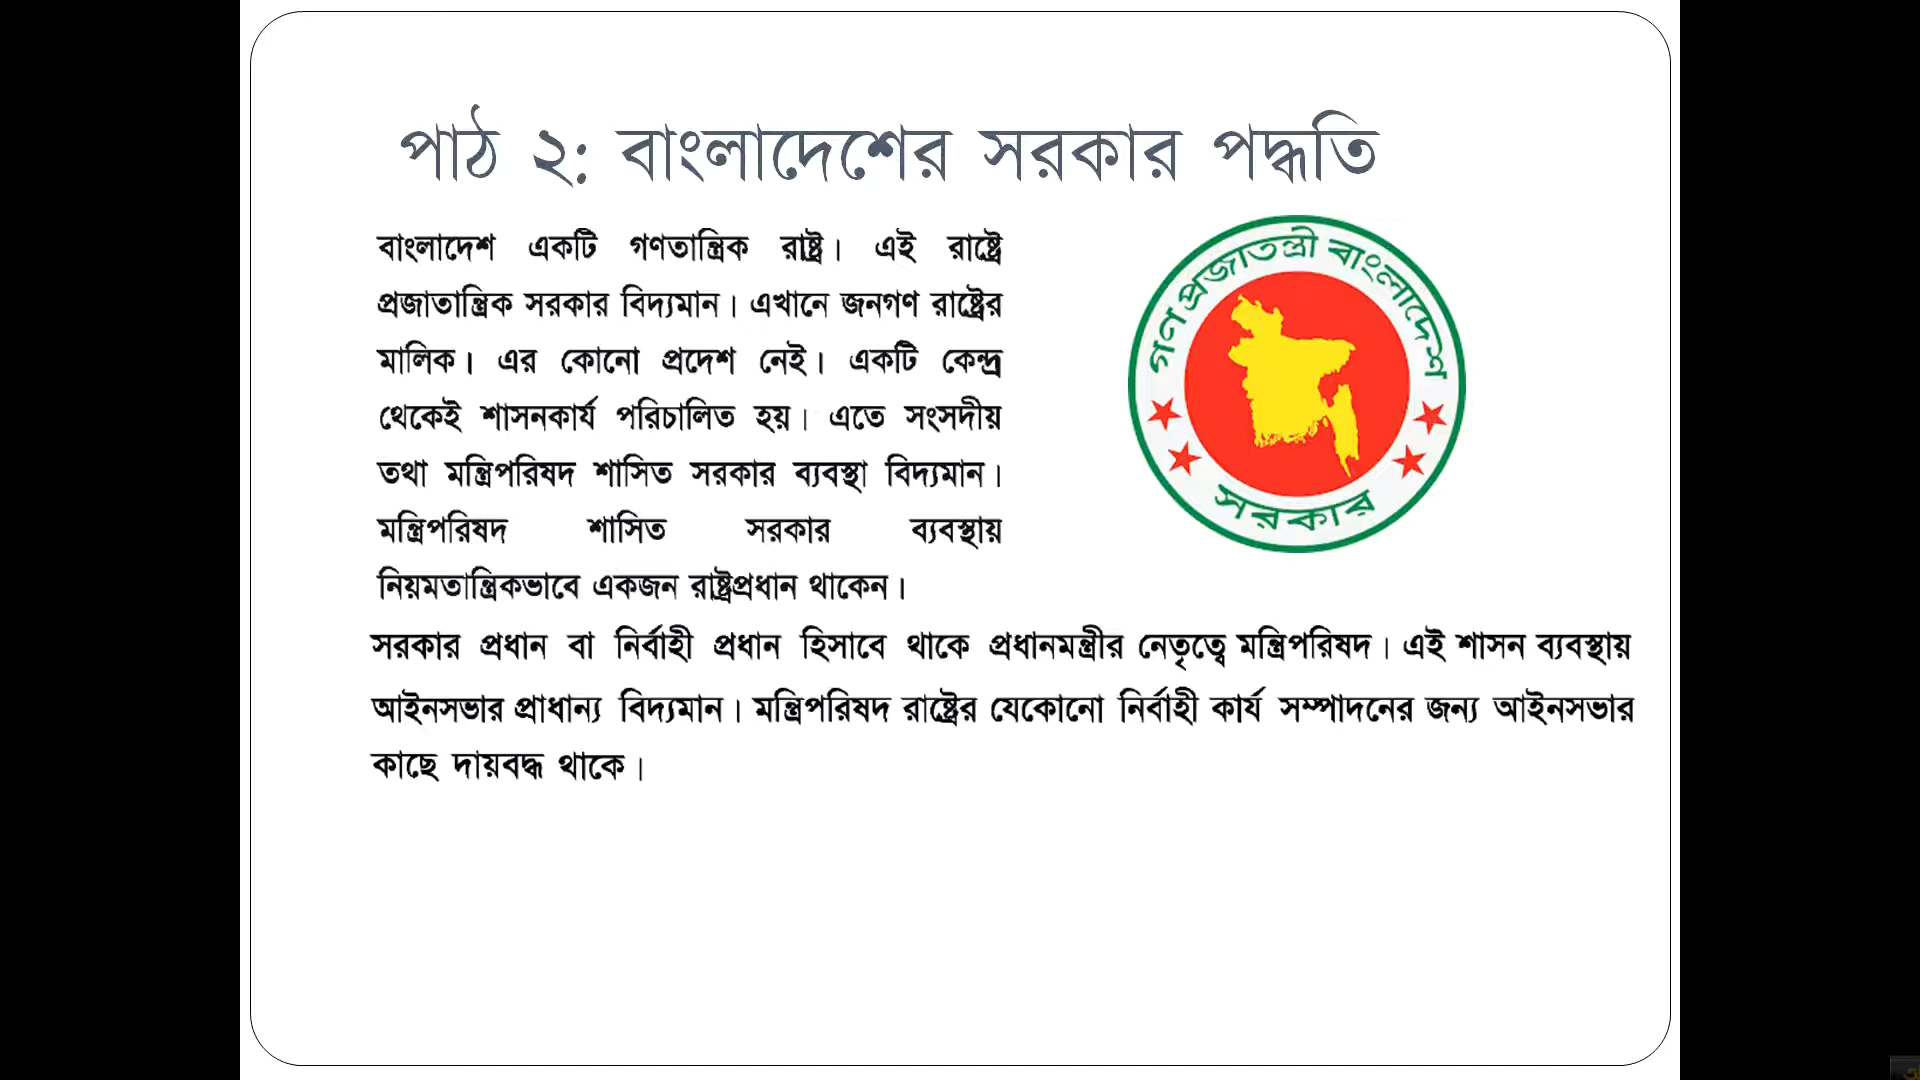 পাঠ ২: বাংলাদেশের সরকার পদ্ধতি
বাংলাদেশ একটি গণতান্ত্রিক রাষ্ট্র। এই রাষ্ট্রে
প্রজাতান্ত্রিক সরকার বিদ্যমান। এখানে জনগণ রাষ্ট্রের
মালিক। এর কোনো প্রদেশ নেই। একটি কেন্দ্র
থেকেই শাসনকার্য পরিচালিত হয়। এতে সংসদীয়
তথা মন্ত্রিপরিষদ শাসিত সরকার ব্যবস্থা বিদ্যমান।
মন্ত্রিপরিষদ শাসিত সরকার ব্যবস্থায়
নিয়মতান্ত্রিকভাবে একজন রাষ্ট্রপ্রধান থাকেন।
গণপ্রজাতন্ত্রী বাংলাদেশ
সরকার
সরকার প্রধান বা নির্বাহী প্রধান হিসাবে থাকে প্রধানমন্ত্রীর নেতৃত্বে মন্ত্রিপরিষদ। এই শাসন ব্যবস্থায়
আইনসভার প্রাধান্য বিদ্যমান। মন্ত্রিপরিষদ রাষ্ট্রের যেকোনো নির্বাহী কার্য সম্পাদনের জন্য আইনসভার
কাছে দায়বদ্ধ থাকে।